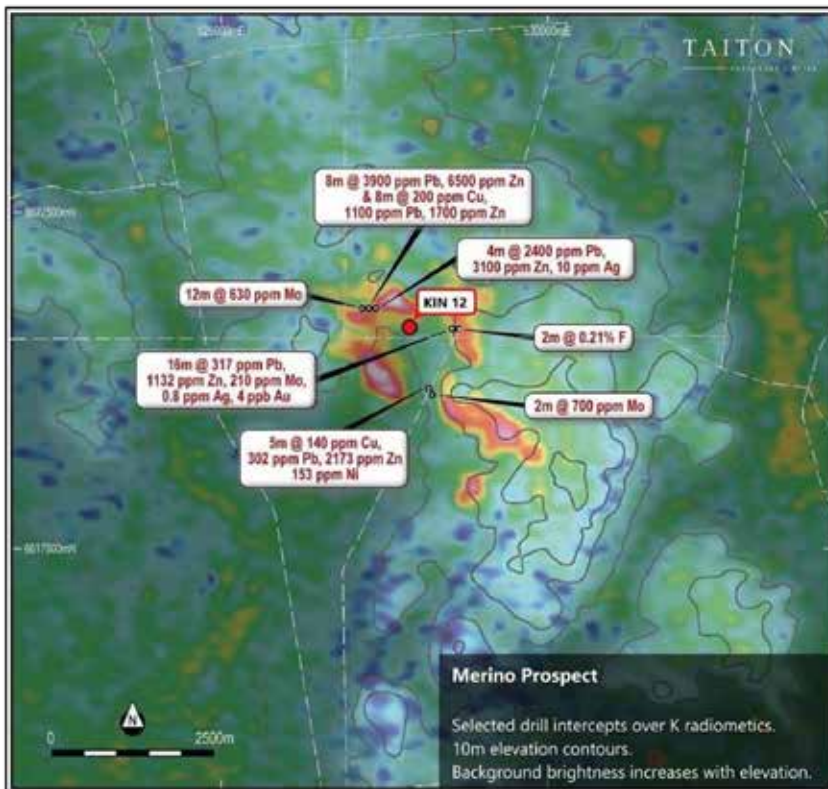 TAITON
8m @ 3900 ppm Pb, 6500 ppm Zn
& 8m @ 200 ppm Cu,
1100 ppm Pb, 1700 ppm Zn
4m @ 2400 ppm Pb,
3100 ppm Zn, 10 ppm Ag
12m @ 630 ppm Mo
KIN 12
2m @ 0.21% F
16m @ 317 ppm Pb,
1132 ppm Zn, 210 ppm Mo,
0.8 ppm Ag, 4 ppb Au
2m @ 700 ppm Mo
5m @ 140 ppm Cu,
302 ppm Pb, 2173 ppm Zn
153 ppm Ni
Merino Prospect
0
2500m
Selected drill intercepts over K radiometics.
10m elevation contours.
Background brightness increases with elevation.